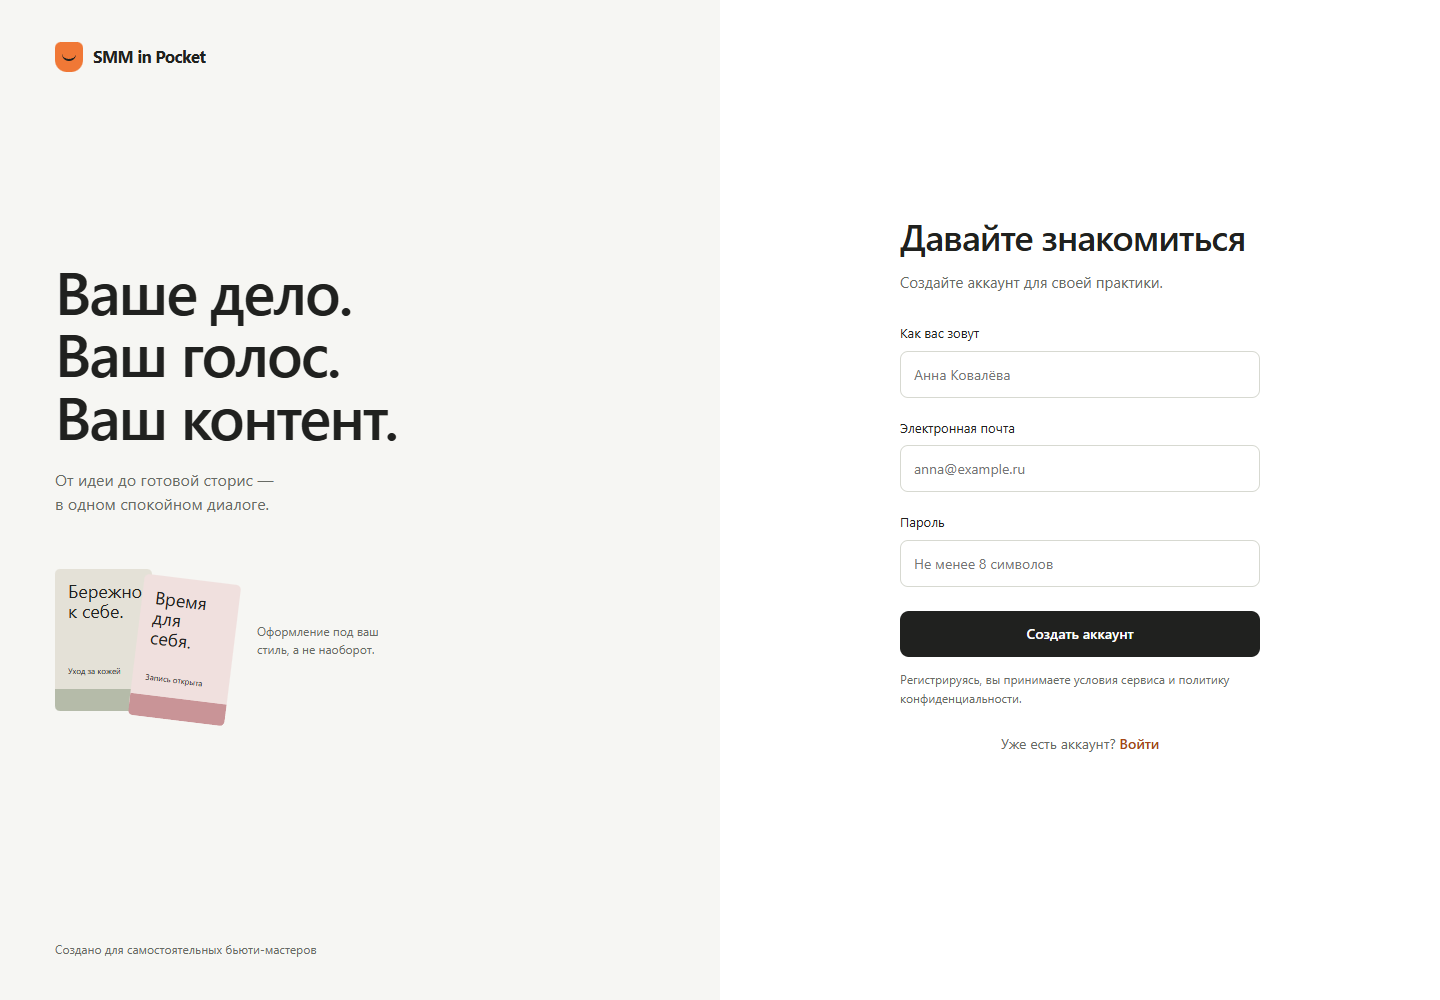 SMM in Pocket
Ваше дело.
Ваш голос.
Ваш контент.
От идеи до готовой сторис —
в одном спокойном диалоге.
Бережно
к себе.
Уход за кожей
Время
для
себя.
Запись открыта
Оформление под ваш
стиль, а не наоборот.
Создано для самостоятельных бьюти-мастеров
Давайте знакомиться
Создайте аккаунт для своей практики.
Как вас зовут
Анна Ковалёва
Электронная почта
anna@example.ru
Пароль
Не менее 8 символов
Создать аккаунт
Регистрируясь, вы принимаете условия сервиса и политику
конфиденциальности.
Уже есть аккаунт? Войти